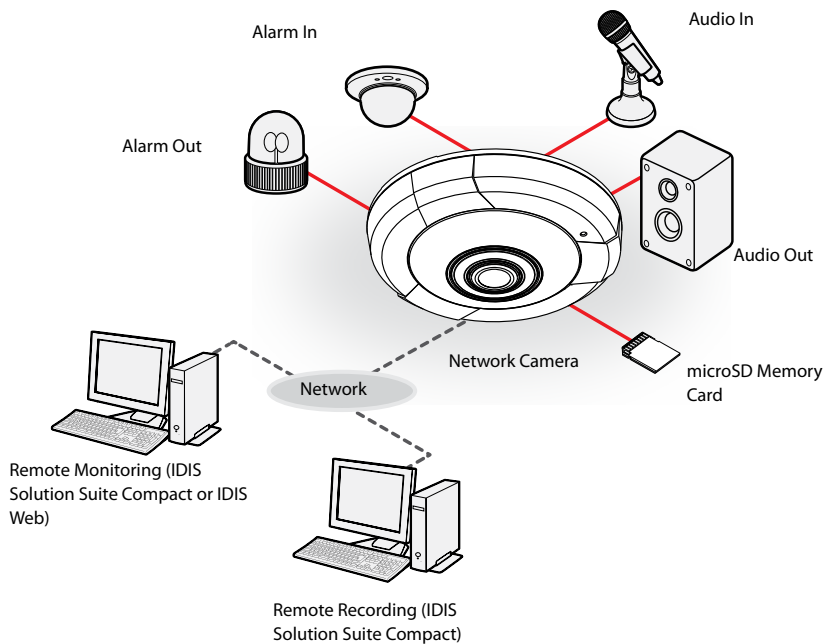 Alarm In
Audio In
Alarm Out
Audio Out
Network Camera
microSD Memory
Card
Network
Remote Monitoring (IDIS
Solution Suite Compact or IDIS
Web)
Remote Recording (IDIS
Solution Suite Compact)